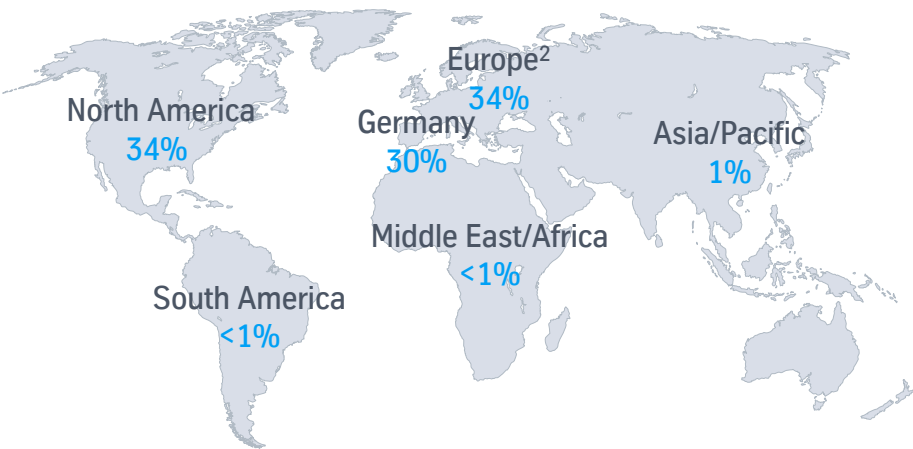 Europe²
34%
North America
34%
Germany
30%
Asia/Pacific
1%
Middle East/Africa
<1%
South America
<1%